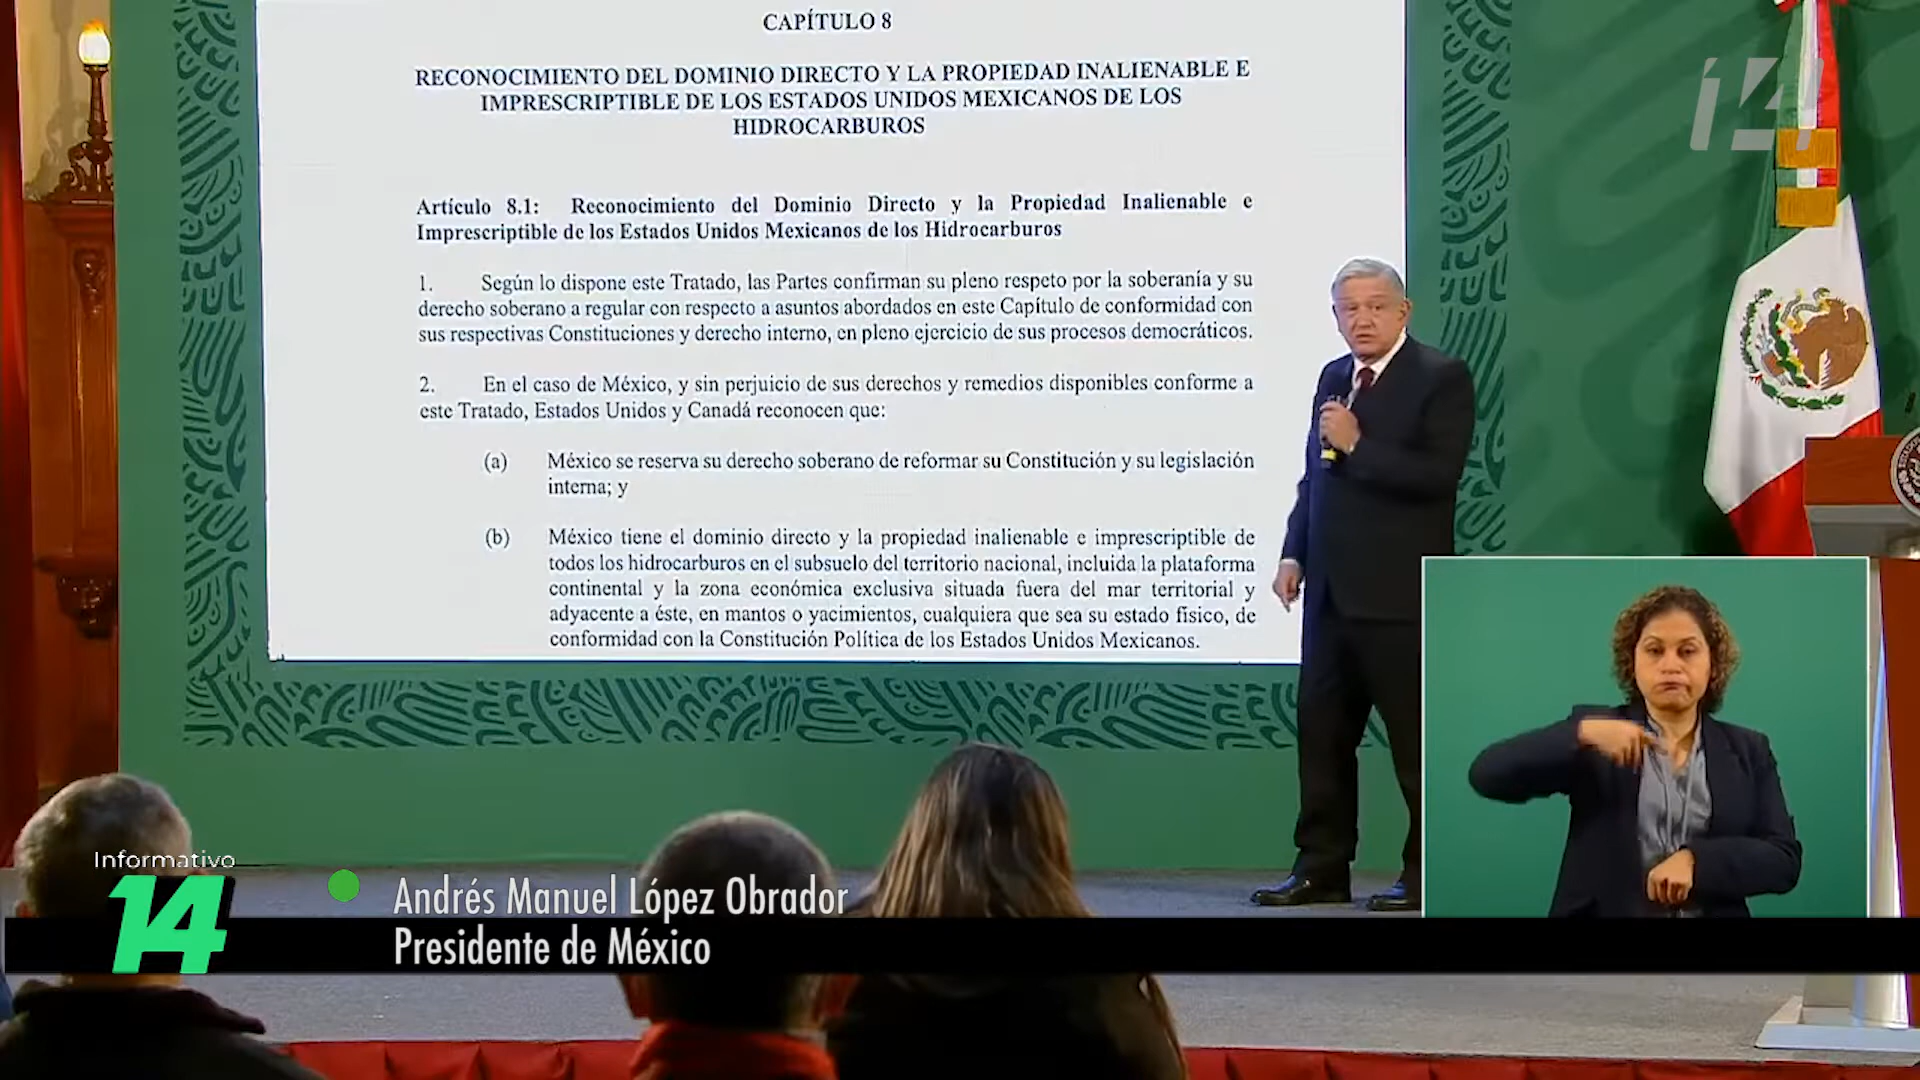 CAPÍTULO 8
RECONOCIMIENTO DEL DOMINIO DIRECTO Y LA PROPIEDAD INALIENABLE E
IMPRESCRIPTIBLE DE LOS ESTADOS UNIDOS MEXICANOS DE LOS
HIDROCARBUROS
Artículo 8.1: Reconocimiento del Dominio Directo y la Propiedad Inalienable e
Imprescriptible de los Estados Unidos Mexicanos de los Hidrocarburos
1. Según lo dispone este Tratado, las Partes confirman su pleno respeto por la soberanía y su
derecho soberano a regular con respecto a asuntos abordados en este Capítulo de conformidad con
sus respectivas Constituciones y derecho interno, en pleno ejercicio de sus procesos democráticos.
2. En el caso de México, y sin perjuicio de sus derechos y remedios disponibles conforme a
este Tratado, Estados Unidos y Canadá reconocen que:
(a) México se reserva su derecho soberano de reformar su Constitución y su legislación
interna; y
(b) México tiene el dominio directo y la propiedad inalienable e imprescriptible de
todos los hidrocarburos en el subsuelo del territorio nacional, incluida la plataforma
continental y la zona económica exclusiva situada fuera del mar territorial y
adyacente a éste, en mantos o yacimientos, cualquiera que sea su estado físico, de
conformidad con la Constitución Política de los Estados Unidos Mexicanos.
14
Informativo
14
Andrés Manuel López Obrador
Presidente de México